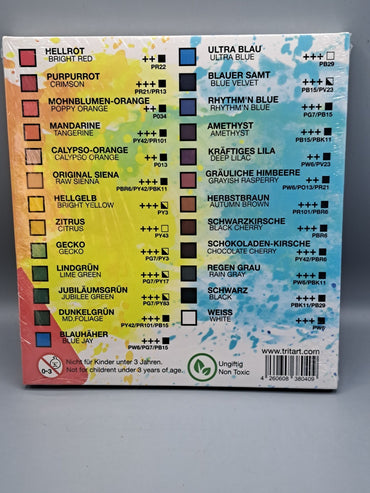 HELLROT
BRIGHT RED
+++
PR22
PURPURROT
CRIMSON
+++
PR21/PR13
MOHNBLUMEN-ORANGE
POPPY ORANGE
++
PO34
MANDARINE
TANGERINE
+++
PY42/PR101
CALYPSO-ORANGE
CALYPSO ORANGE
++
PO13
ORIGINAL SIENA
RAW SIENNA
+++
PBR6/PY42/PBK11
HELLGELB
BRIGHT YELLOW
+++
PY3
ZITRUS
CITRUS
+++
PY43
GECKO
GECKO
+++
PG7/PY3
LINDGRÜN
LIME GREEN
+++
PG7/PY17
JUBILÄUMSGRÜN
JUBILEE GREEN
+++
PG7/PY83
DUNKELGRÜN
MD.FOLIAGE
+++
PY42/PR101/PB15
BLAUHÄHER
BLUE JAY
+++
PW6/PG7/PB15
ULTRA BLAU
ULTRA BLUE
+++
PB29
BLAUER SAMT
BLUE VELVET
+++
PB15/PV23
RHYTHM'N BLUE
RHYTHM'N BLUE
+++
PG7/PB15
AMETHYST
AMETHYST
+++
PB15/PBK11
KRÄFTIGES LILA
DEEP LILAC
++
PW6/PV23
GRÄULICHE HIMBEERE
GRAYISH RASPBERRY
++
PW6/PO13/PR21
HERBSTBRAUN
AUTUMN BROWN
+++
PR101/PBR6
SCHWARZKIRSCHE
BLACK CHERRY
+++
PBR6
SCHOKOLADEN-KIRSCHE
CHOCOLATE CHERRY
+++
PY42/PBR6
REGEN GRAU
RAIN GRAY
+++
PW6/PBK11
SCHWARZ
BLACK
+++
PBK11/PB29
WEISS
WHITE
+++
PW6
0-3
Nicht für Kinder unter 3 Jahren.
Not for childrent under 3 years of age.
Ungiftig
Non Toxic
www.tritart.com
4 260608 380409